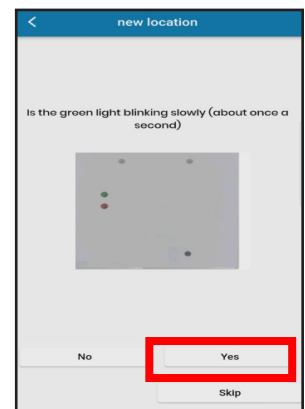 new location
Is the green light blinking slowly (about once a
second)
No
Yes
Skip